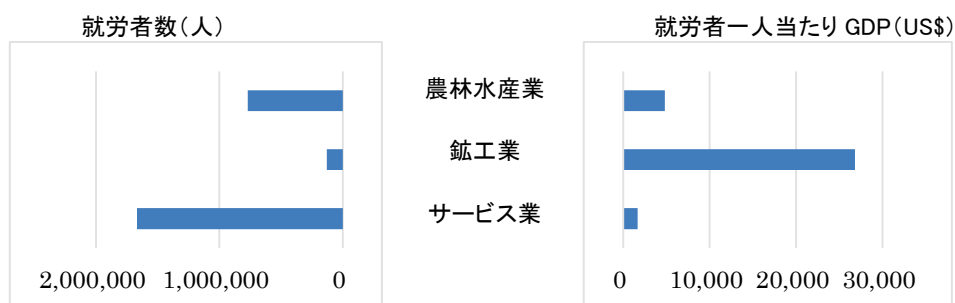 就労者数（人）
就労者一人当たり GDP（US$）
農林水産業
鉱工業
サービス業
2,000,000 1,000,000 0
0 10,000 20,000 30,000